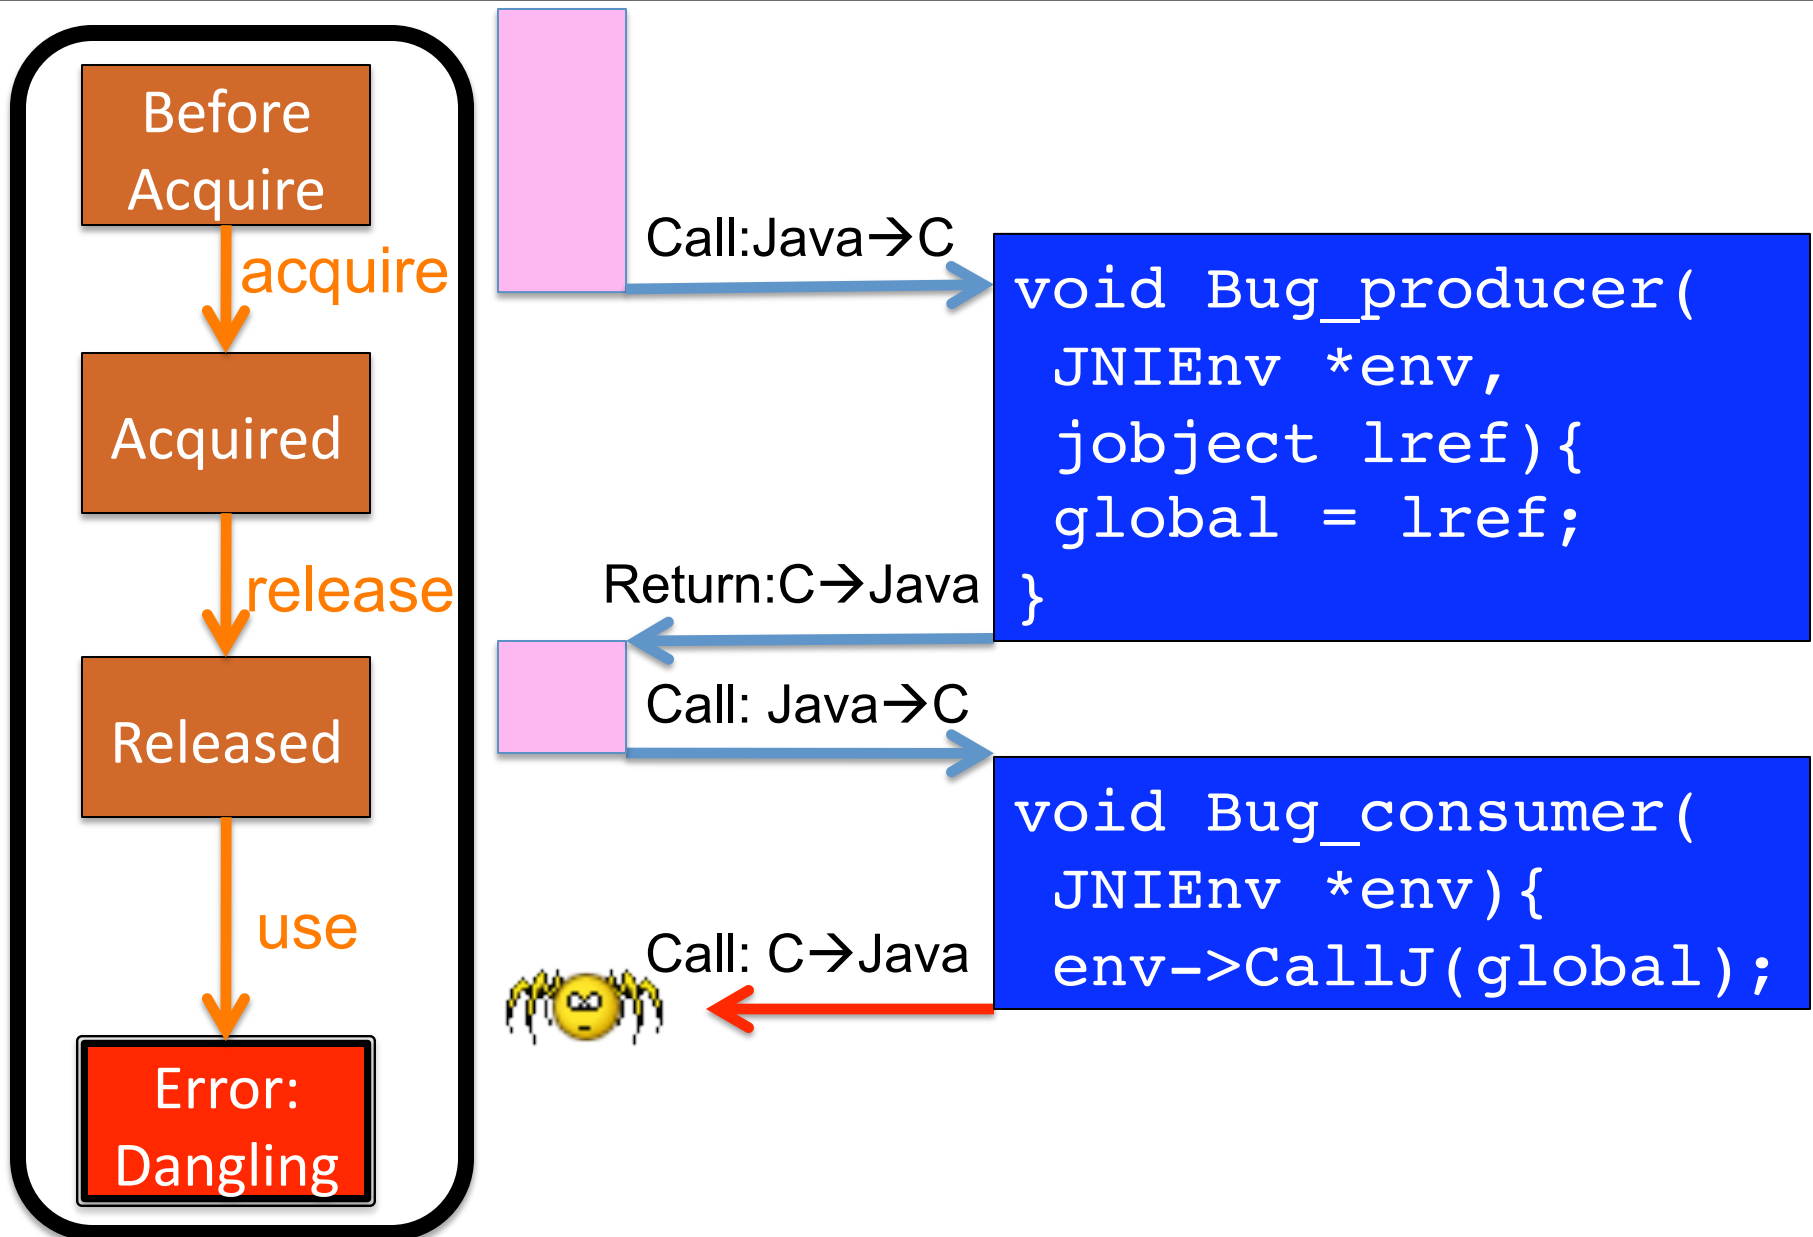 Before
Acquire
acquire
Acquired
release
Released
use
Error:
Dangling
Call:Java→C
void Bug_producer(
JNIEnv *env,
jobject lref){
global = lref;
}
Return:C→Java
Call: Java→C
void Bug_consumer(
JNIEnv *env){
env->CallJ(global);
Call: C→Java